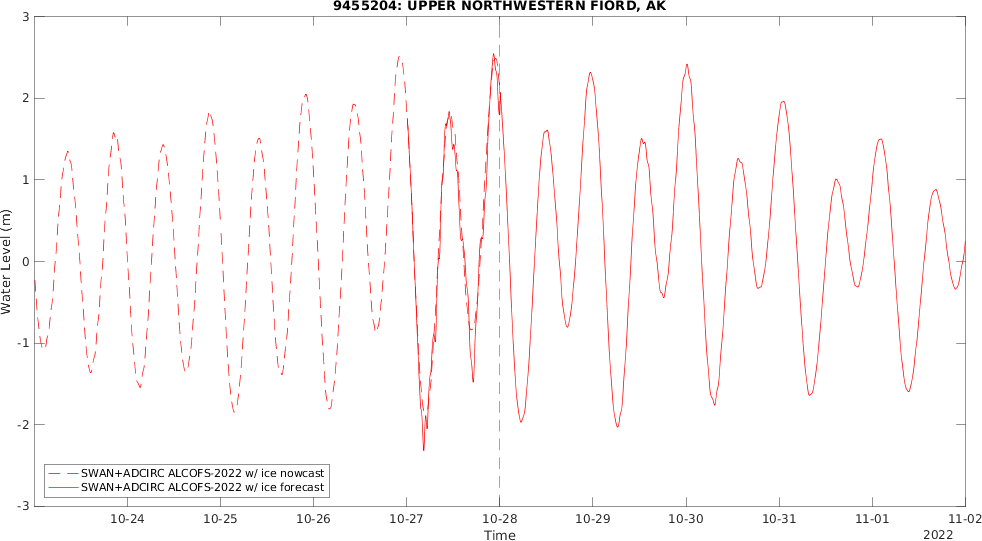 9455204: UPPER NORTHWESTERN FIORD, AK
3
2
1
0
-1
-2
-3
Water Level (m)
SWAN+ADCIRC ALCOFS-2022 w/ ice nowcast
SWAN+ADCIRC ALCOFS-2022 w/ ice forecast
10-24 10-25 10-26 10-27 10-28 10-29 10-30 10-31 11-01 11-02
Time
2022